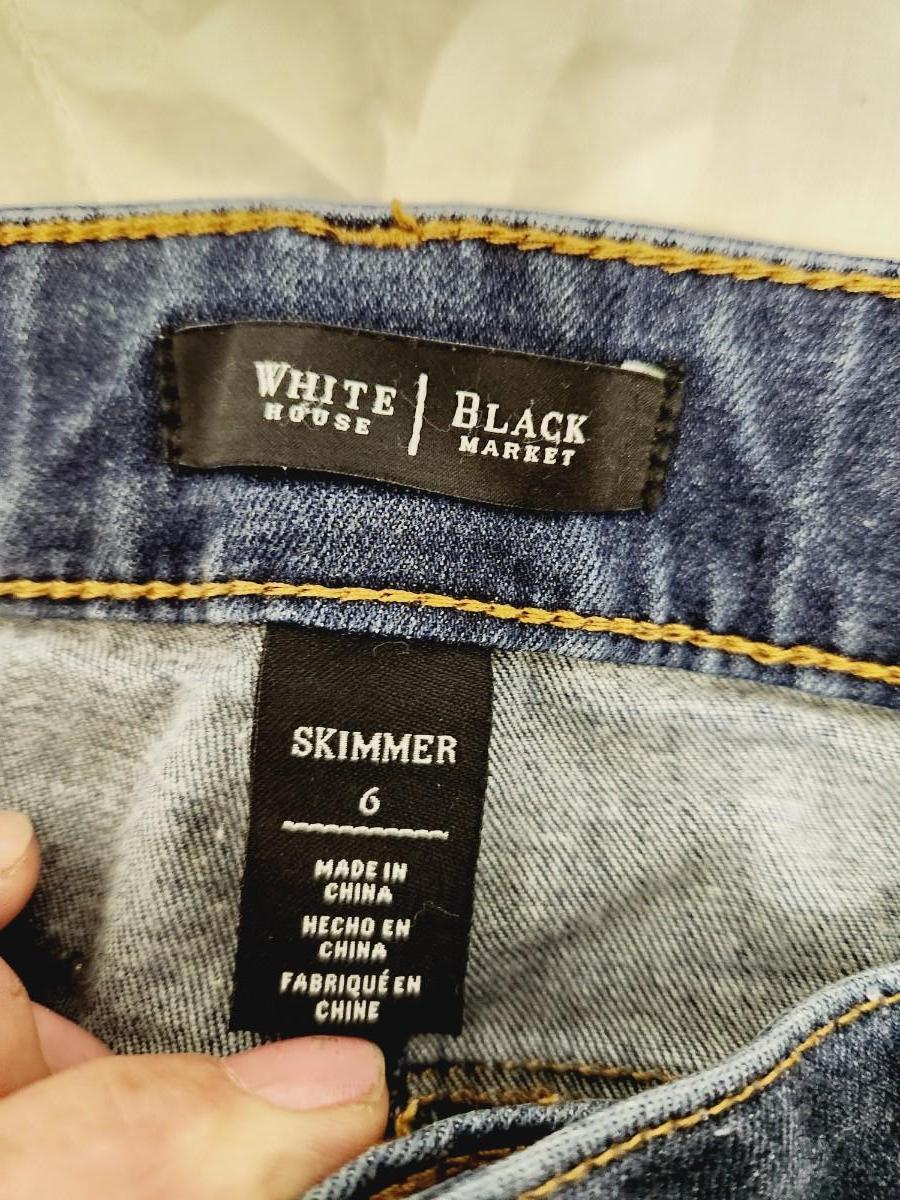 WHITE | BLACK
HOUSE MARKET
SKIMMER
6
MADE IN
CHINA
HECHO EN
CHINA
FABRIQUÉ EN
CHINE